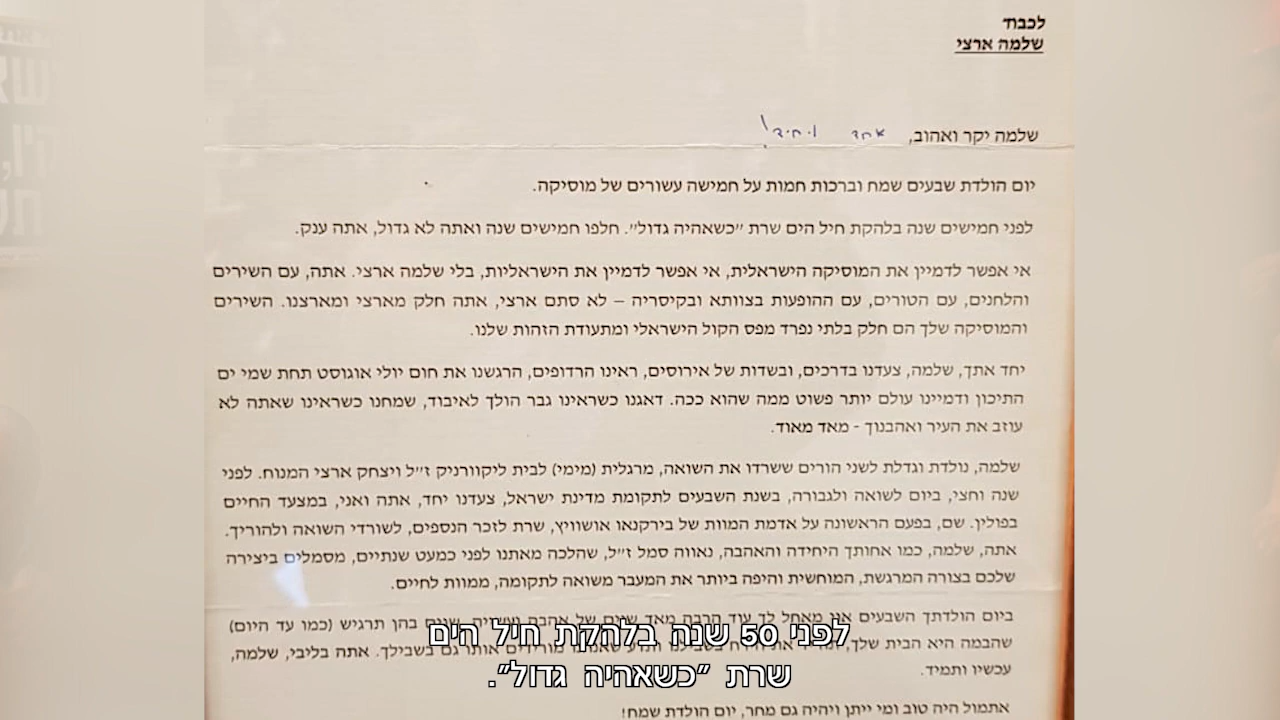 לכבוד
שלמה ארצי
שלמה יקר ואהוב, אחד ויחיד!
יום הולדת שבעים שמח וברכות חמות על חמישה עשורים של מוסיקה.
לפני חמישים שנה בלהקת חיל הים שרת "כשאהיה גדול". חלפו חמישים שנה ואתה לא גדול, אתה ענק.
אי אפשר לדמיין את המוסיקה הישראלית, אי אפשר לדמיין את הישראליות, בלי שלמה ארצי. אתה, עם השירים
והלחנים, עם הטורים, עם ההופעות בצוותא ובקיסריה – לא סתם ארצי, אתה חלק מארצי ומארצנו. השירים
והמוסיקה שלך הם חלק בלתי נפרד מפס הקול הישראלי ומתעודת הזהות שלנו.
יחד אתך, שלמה, צעדנו בדרכים, ובשדות של אירוסים, ראינו הרדופים, הרגשנו את חום יולי אוגוסט תחת שמי ים
התיכון ודמיינו עולם יותר פשוט ממה שהוא ככה. דאגנו כשראינו גבר הולך לאיבוד, שמחנו כשראינו שאתה לא
עוזב את העיר ואהבנוך - מאד מאוד.
שלמה, נולדת וגדלת לשני הורים ששרדו את השואה, מרגלית (מימי) לבית ליקוורניק ז"ל ויצחק ארצי המנוח. לפני
שנה וחצי, ביום לשואה ולגבורה, בשנת השבעים לתקומת מדינת ישראל, צעדנו יחד, אתה ואני, במצעד החיים
בפולין. שם, בפעם הראשונה על אדמת המוות של בירקנאו אושוויץ, שרת לזכר הנספים, לשורדי השואה ולהוריך.
אתה, שלמה, כמו אחותך היחידה והאהבה, נאווה סמל ז"ל, שהלכה מאתנו לפני כמעט שנתיים, מסמלים ביצירה
שלכם בצורה המרגשת, המוחשית והיפה ביותר את המעבר משואה לתקומה, ממוות לחיים.
ביום הולדתך השבעים אני מאחל לך עוד הרבה מאד שנים של אהבה ועשייה, שנים בהן תרגיש (כמו עד היום)
שהבמה היא הבית שלך, מורידים אותו גם בשבילך. אתה בליבי, שלמה,
עכשיו ותמיד.
אתמול היה טוב ומי ייתן ויהיה גם מחר, יום הולדת שמח!
לפני 50 שנה בלהקת חיל הים
שרת "כשאהיה גדול".